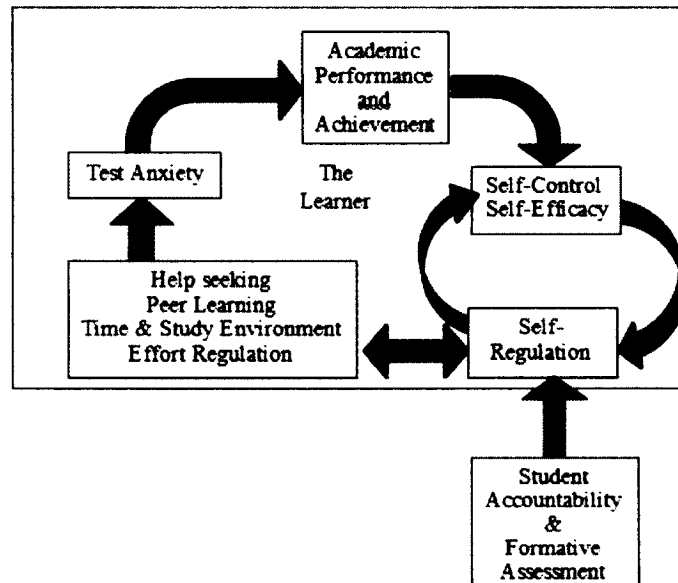 Academic
Performance
and
Achievement
Test Anxiety
The
Learner
Self-Control
Self-Efficacy
Help seeking
Peer Learning
Time & Study Environment
Effort Regulation
Self-
Regulation
Student
Accountability
&
Formative
Assessment